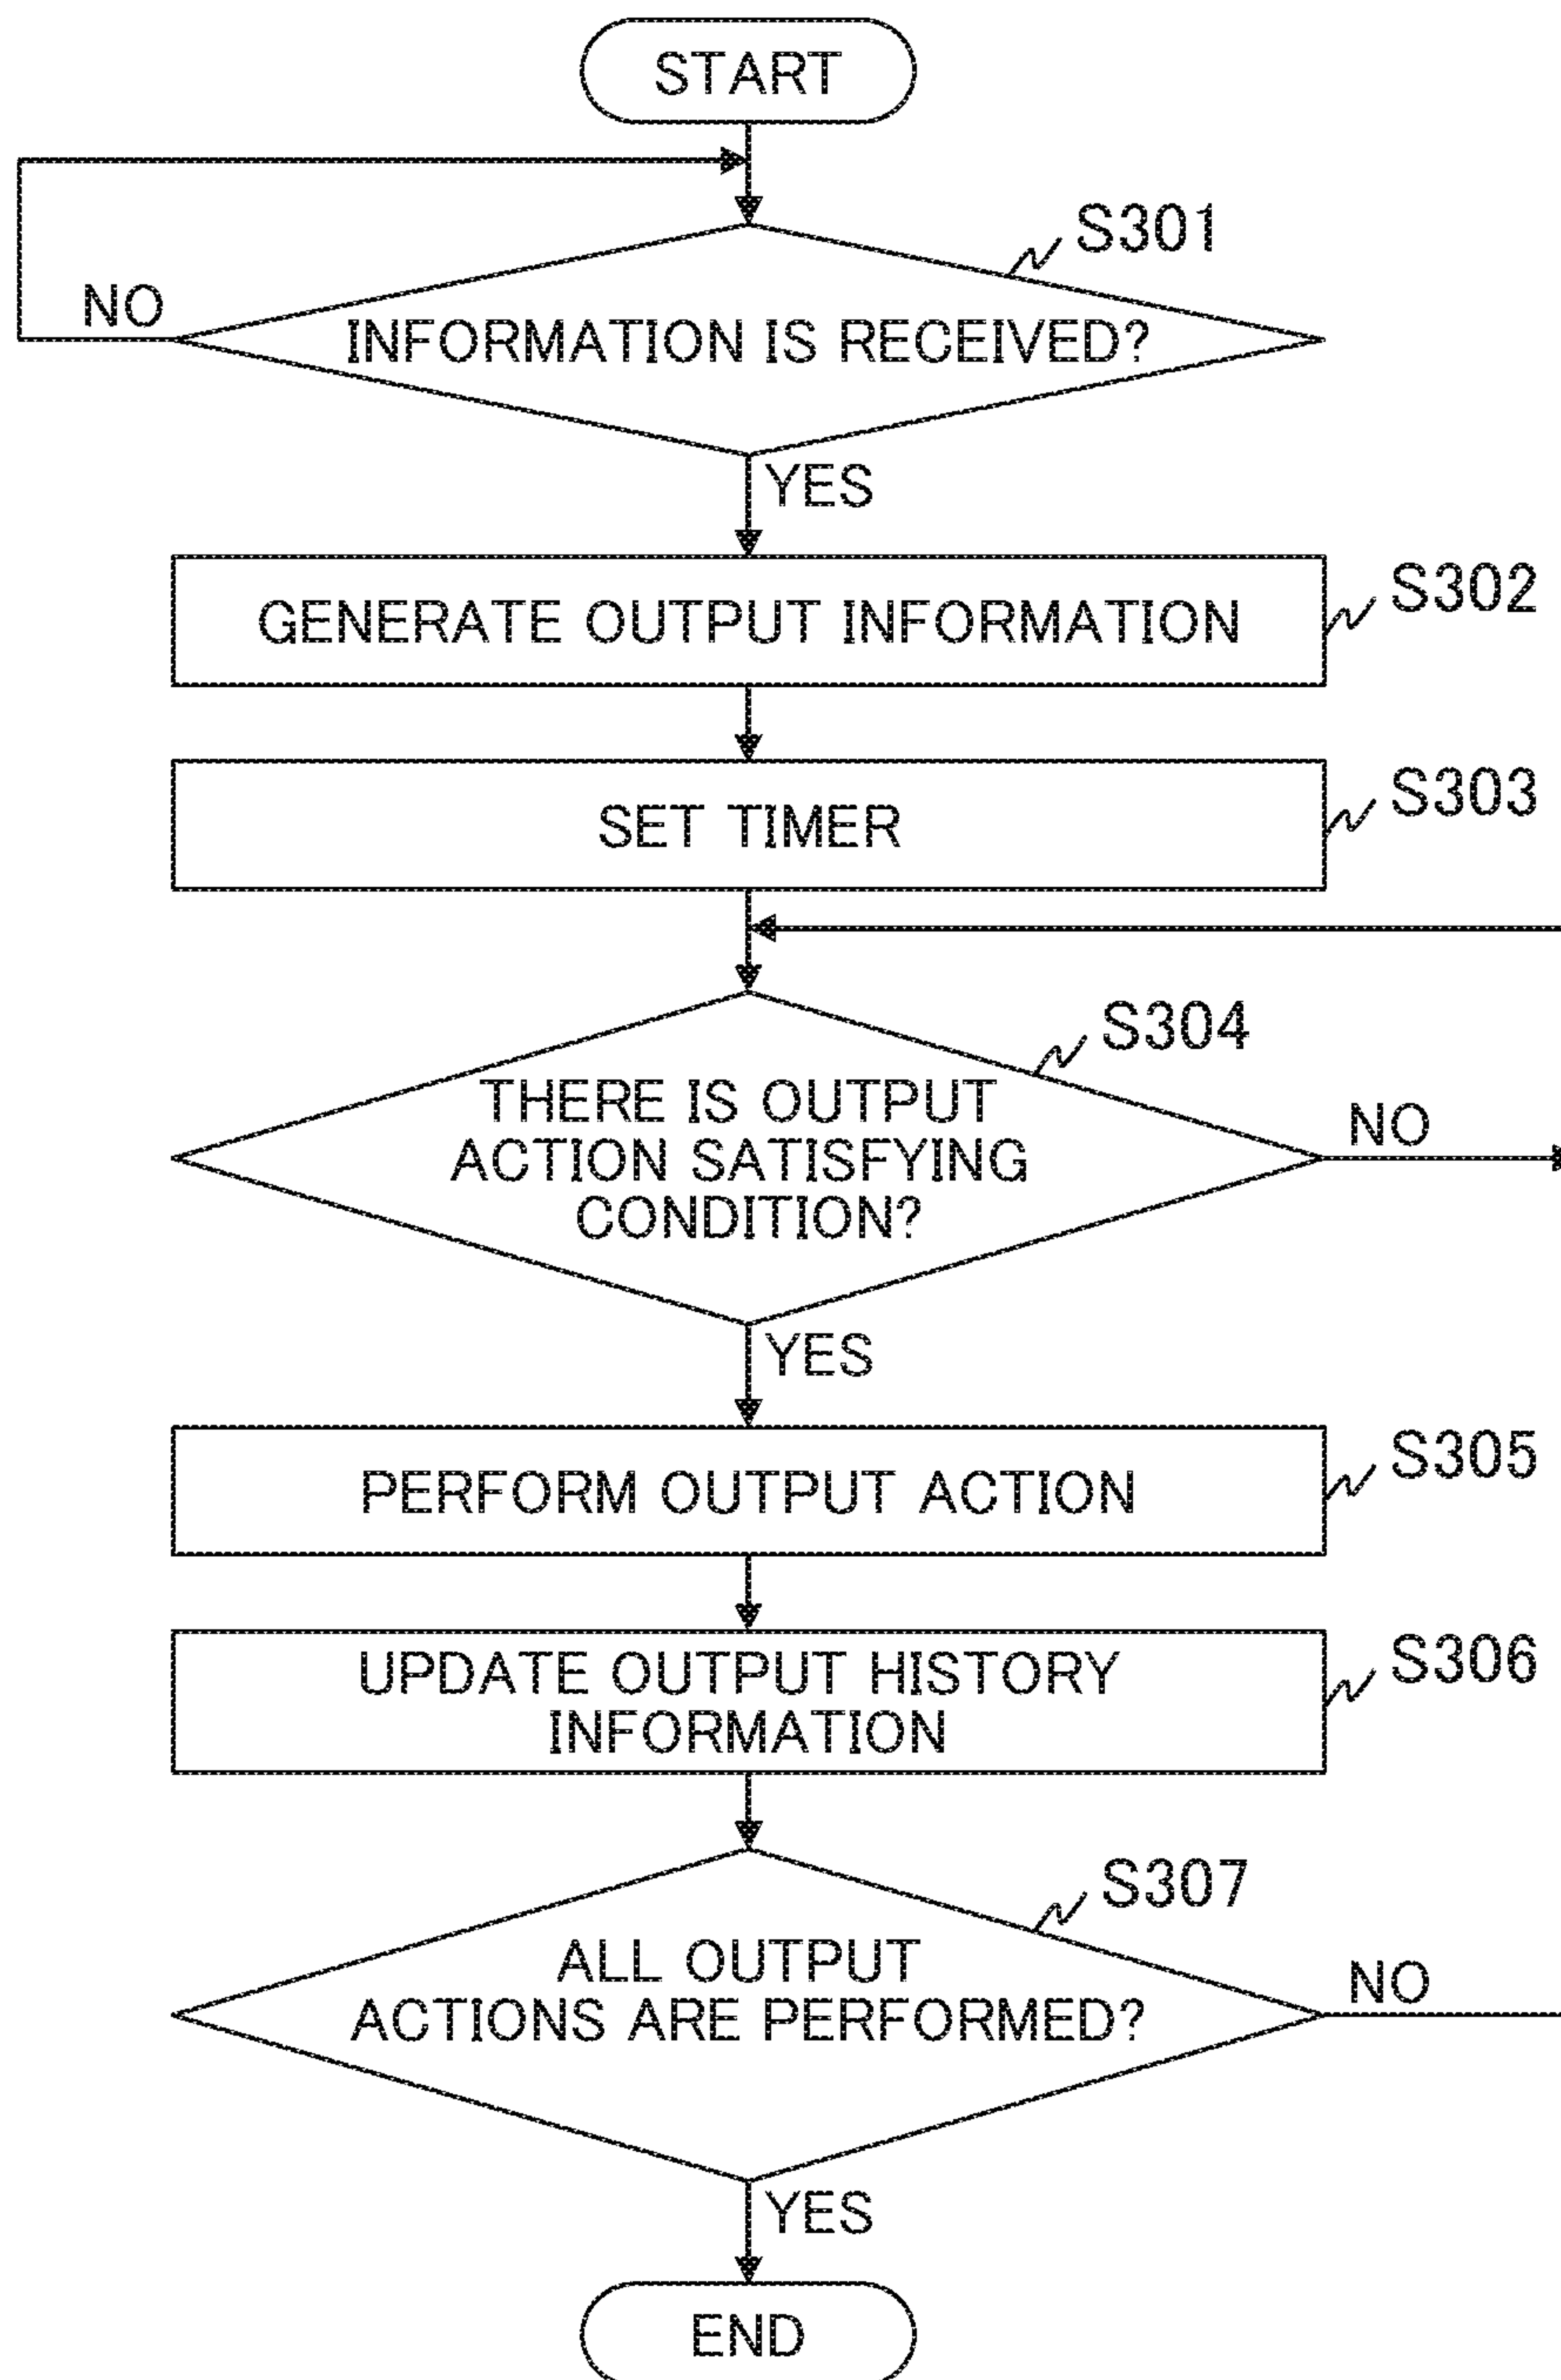 START
S301
NO
INFORMATION IS RECEIVED?
YES
GENERATE OUTPUT INFORMATION
S302
SET TIMER
S303
S304
THERE IS OUTPUT
ACTION SATISFYING
CONDITION?
NO
YES
PERFORM OUTPUT ACTION
S305
UPDATE OUTPUT HISTORY
INFORMATION
S306
S307
ALL OUTPUT
ACTIONS ARE PERFORMED?
NO
YES
END